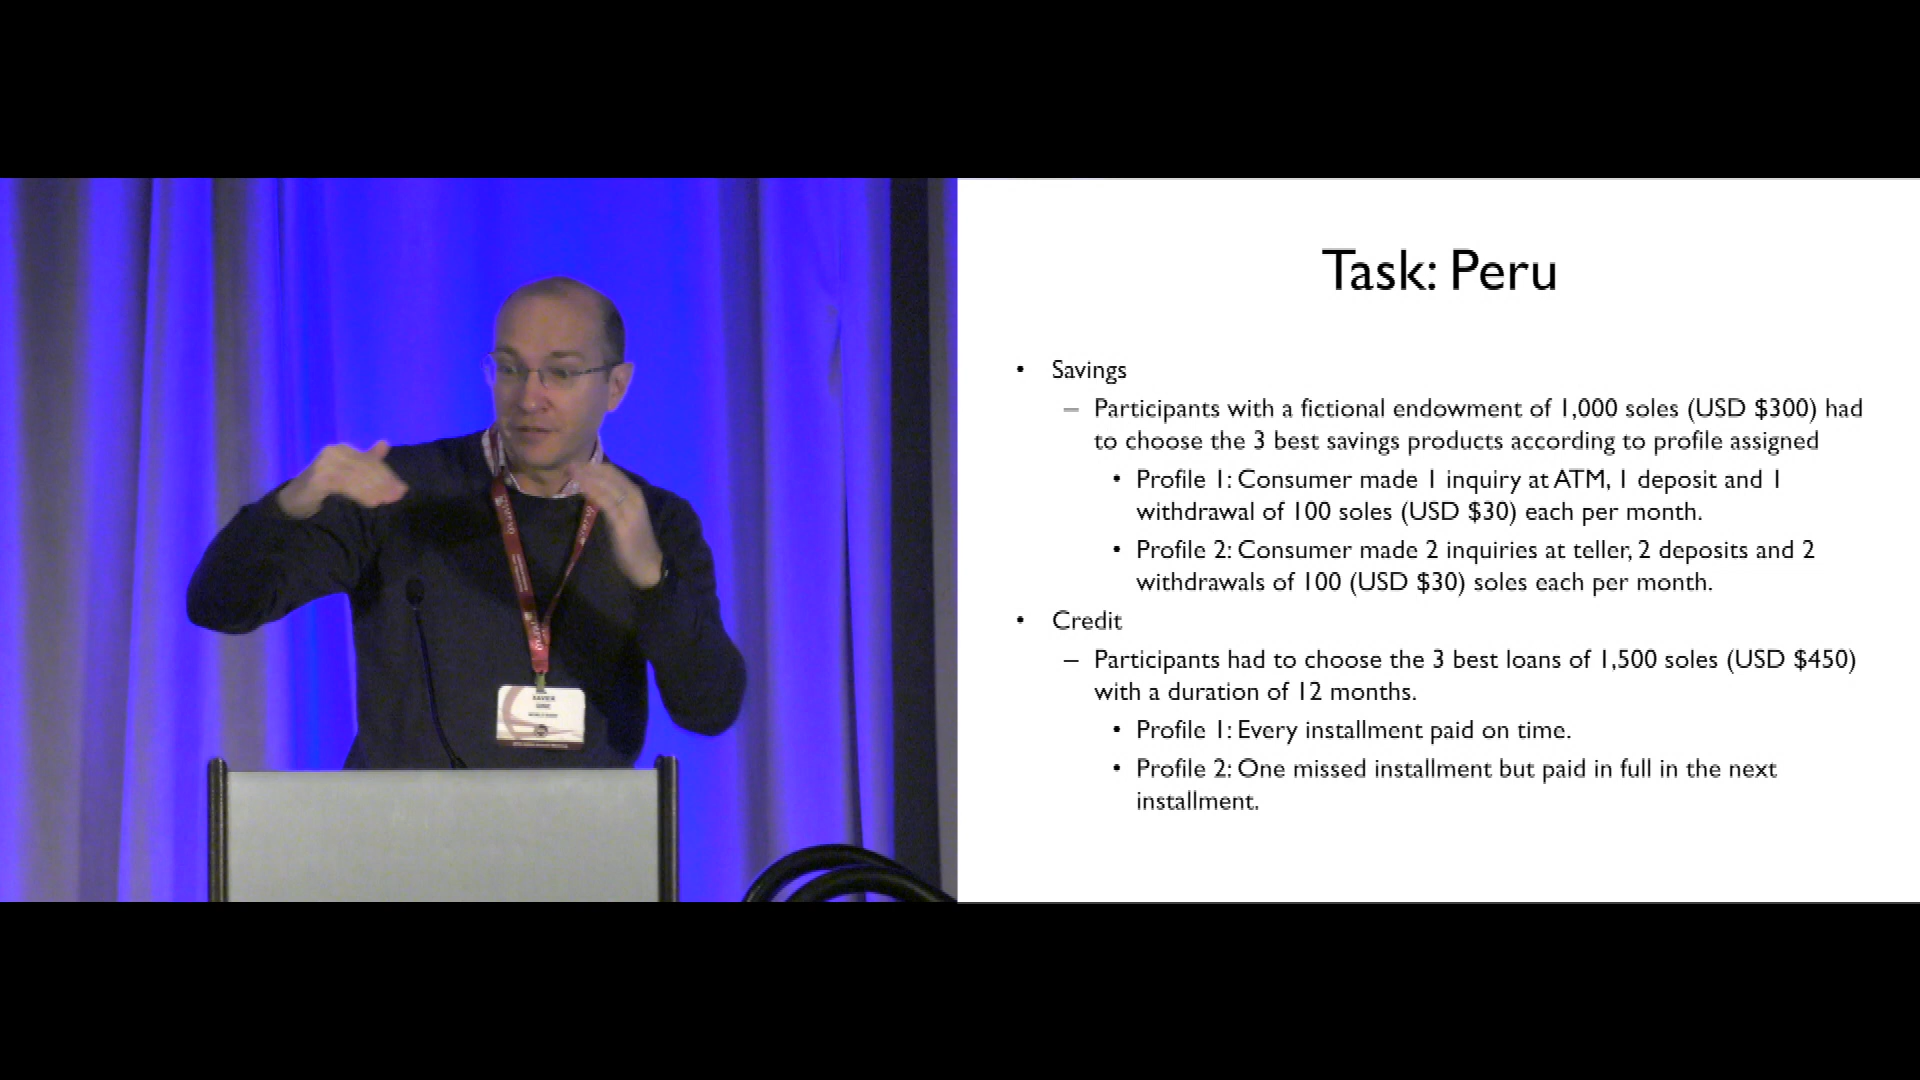 Task: Peru
• Savings
– Participants with a fictional endowment of 1,000 soles (USD $300) had
to choose the 3 best savings products according to profile assigned
• Profile 1: Consumer made 1 inquiry at ATM, 1 deposit and 1
withdrawal of 100 soles (USD $30) each per month.
• Profile 2: Consumer made 2 inquiries at teller, 2 deposits and 2
withdrawals of 100 (USD $30) soles each per month.
• Credit
– Participants had to choose the 3 best loans of 1,500 soles (USD $450)
with a duration of 12 months.
• Profile 1: Every installment paid on time.
• Profile 2: One missed installment but paid in full in the next
installment.
XAVIER